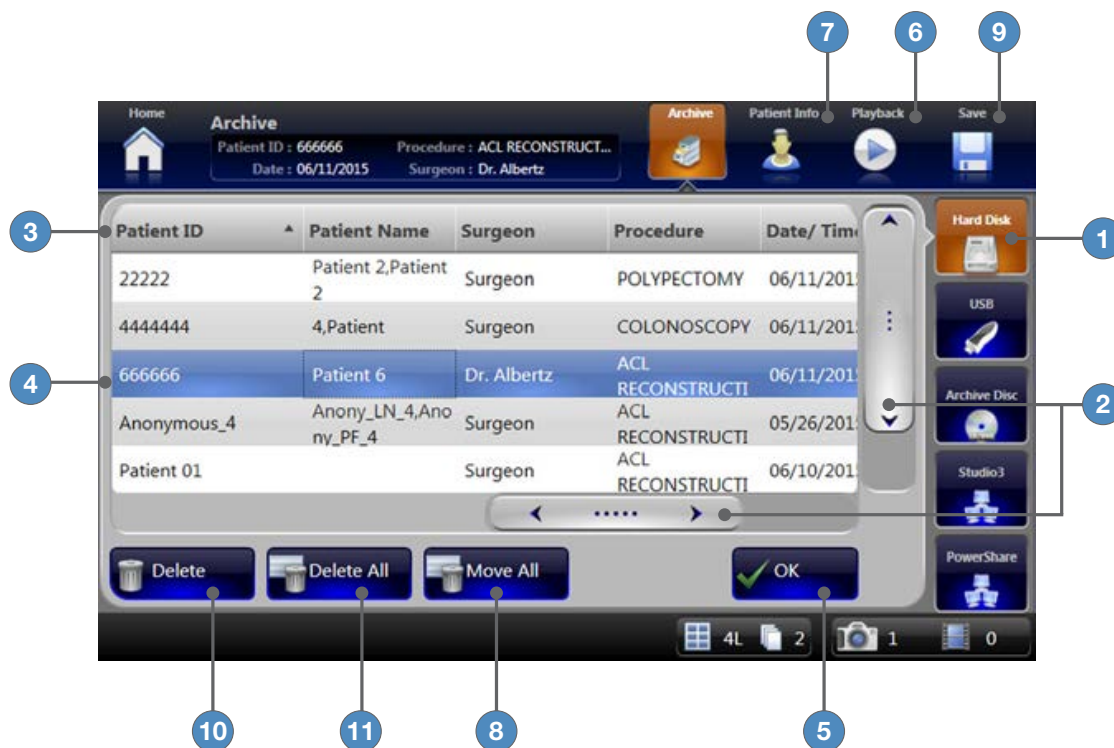 7 6 9
Home Archive Patient Info Playback Save
Archive
Patient ID : 666666 Procedure : ACL RECONSTRUCT...
Date : 06/11/2015 Surgeon : Dr. Albertz
3
Patient ID Patient Name Surgeon Procedure Date/ Time
22222 Patient 2,Patient 2 Surgeon POLYPECTOMY 06/11/201
4444444 4,Patient Surgeon COLONOSCOPY 06/11/201
4
666666 Patient 6 Dr. Albertz ACL RECONSTRUCTI 06/11/201
Anonymous_4 Anony_LN_4,Anony_PF_4 Surgeon ACL RECONSTRUCTI 05/26/201
Patient 01 Surgeon ACL RECONSTRUCTI 06/10/201
Hard Disk
1
USB
Archive Disc
2
Studio3
PowerShare
Delete Delete All Move All OK
4L 2 1 0
10 11 8 5